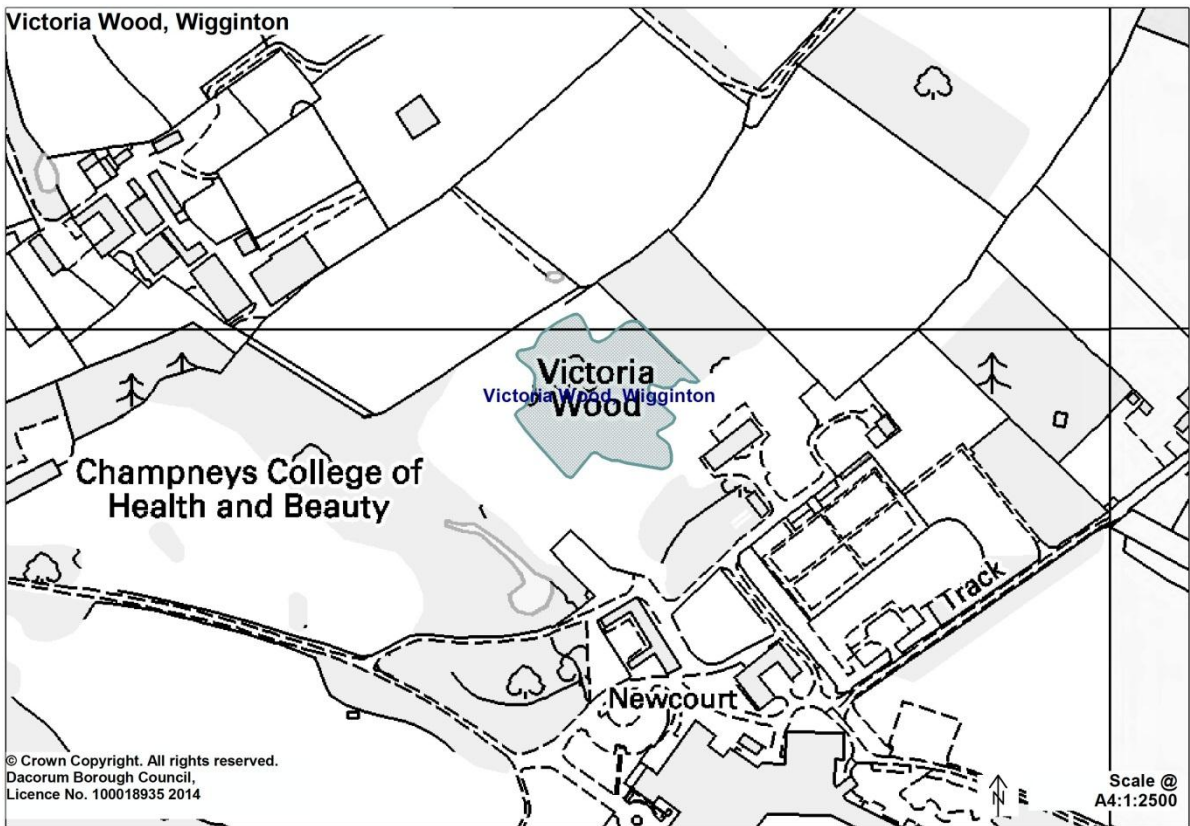 Victoria Wood, Wigginton
Victoria
Wood
Victoria Wood, Wigginton
Champneys College of
Health and Beauty
Track
Newcourt
© Crown Copyright. All rights reserved.
Dacorum Borough Council,
Licence No. 100018935 2014
N
Scale @
A4:1:2500